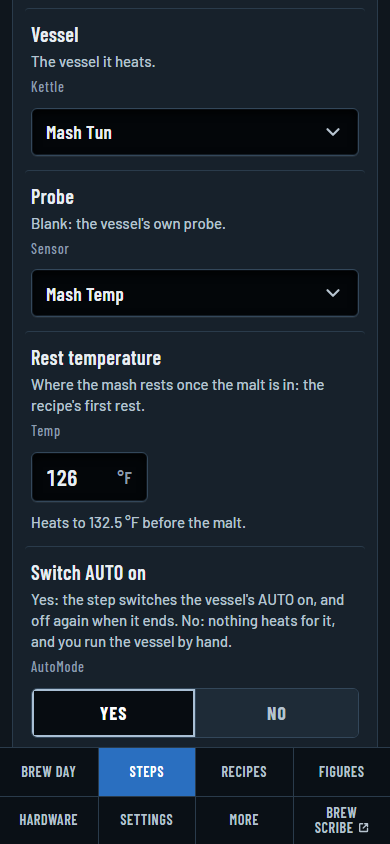 Vessel
The vessel it heats.
Kettle
Mash Tun
Probe
Blank: the vessel's own probe.
Sensor
Mash Temp
Rest temperature
Where the mash rests once the malt is in: the
recipe's first rest.
Temp
126 °F
Heats to 132.5 °F before the malt.
Switch AUTO on
Yes: the step switches the vessel's AUTO on, and
off again when it ends. No: nothing heats for it,
and you run the vessel by hand.
AutoMode
YES NO
BREW DAY STEPS RECIPES FIGURES
HARDWARE SETTINGS MORE BREW
SCRIBE